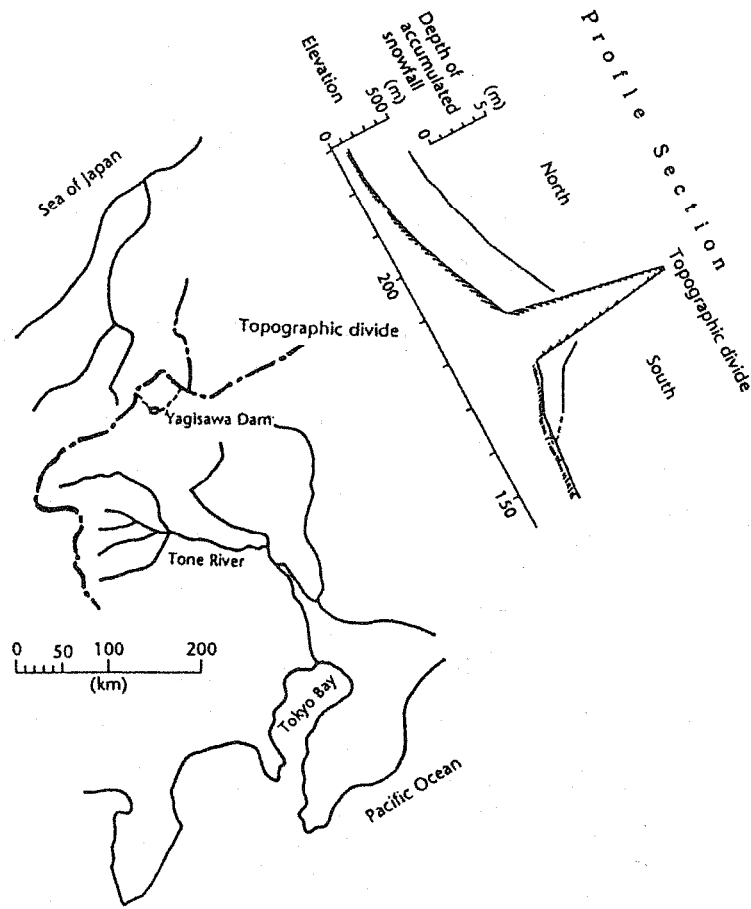 Profile Section
Elevation
0
500
(m)
Depth of
accumulated
snowfall
0
5
(m)
North
200
Topographic divide
South
150
Sea of Japan
Topographic divide
Yagisawa Dam
Tone River
0 50 100 200
(km)
Tokyo Bay
Pacific Ocean